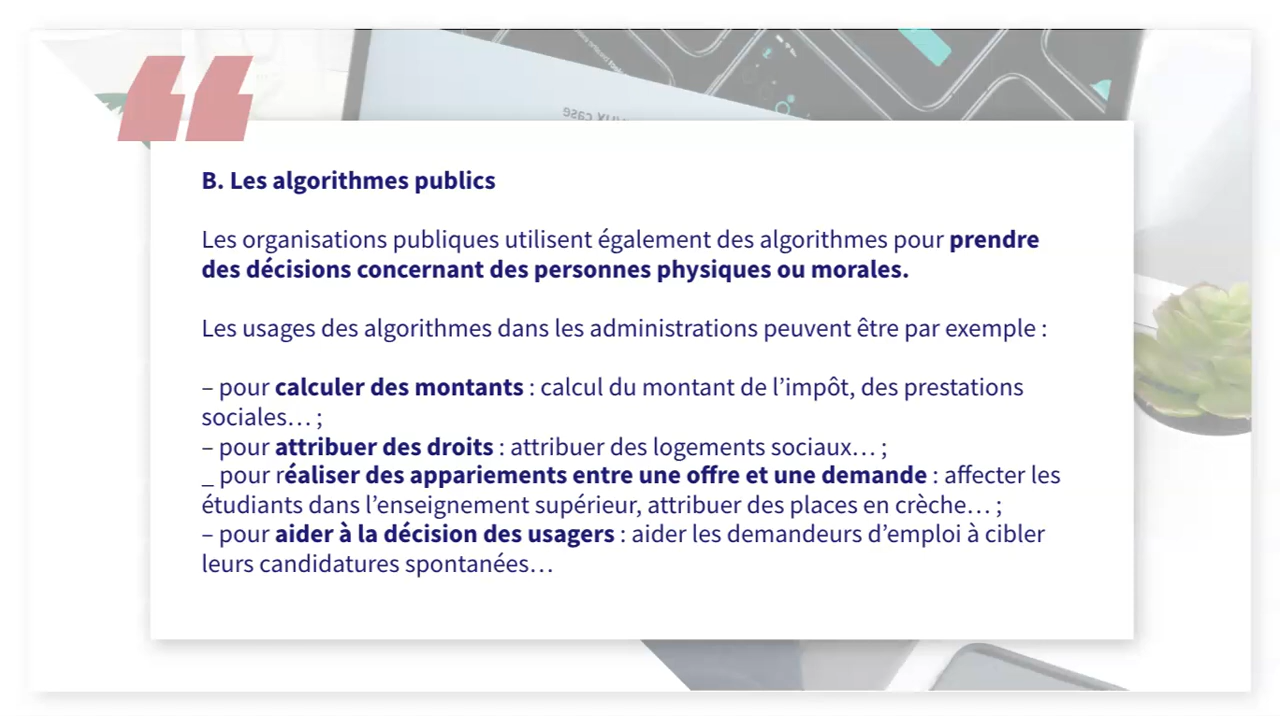 B. Les algorithmes publics
Les organisations publiques utilisent également des algorithmes pour prendre
des décisions concernant des personnes physiques ou morales.
Les usages des algorithmes dans les administrations peuvent être par exemple :
– pour calculer des montants : calcul du montant de l’impôt, des prestations
sociales… ;
– pour attribuer des droits : attribuer des logements sociaux… ;
_ pour réaliser des appariements entre une offre et une demande : affecter les
étudiants dans l’enseignement supérieur, attribuer des places en crèche… ;
– pour aider à la décision des usagers : aider les demandeurs d’emploi à cibler
leurs candidatures spontanées…